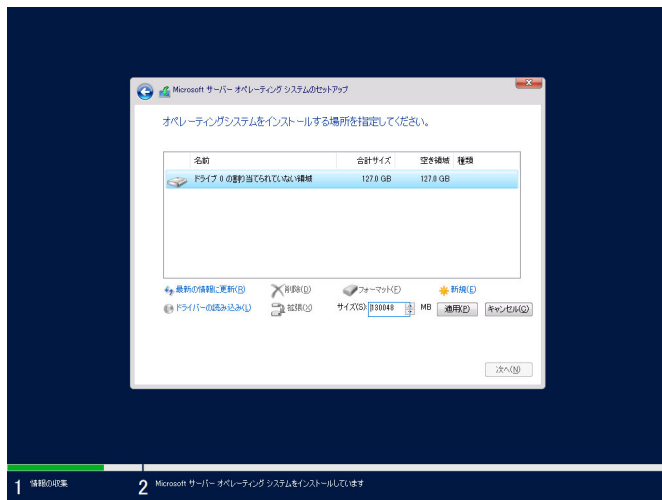 Microsoft サーバー オペレーティング システムのセットアップ
オペレーティングシステムをインストールする場所を指定してください。
名前 合計サイズ 空き領域 種類
ドライブ 0 の割り当てられていない領域 127.0 GB 127.0 GB
最新の情報に更新(R) 削除(D) フォーマット(F) 新規(E)
ドライバーの読み込み(L) 拡張(X) サイズ(S): 130048 MB 適用(P) キャンセル(C)
次へ(N)
1 情報の収集 2 Microsoft サーバー オペレーティング システムをインストールしています